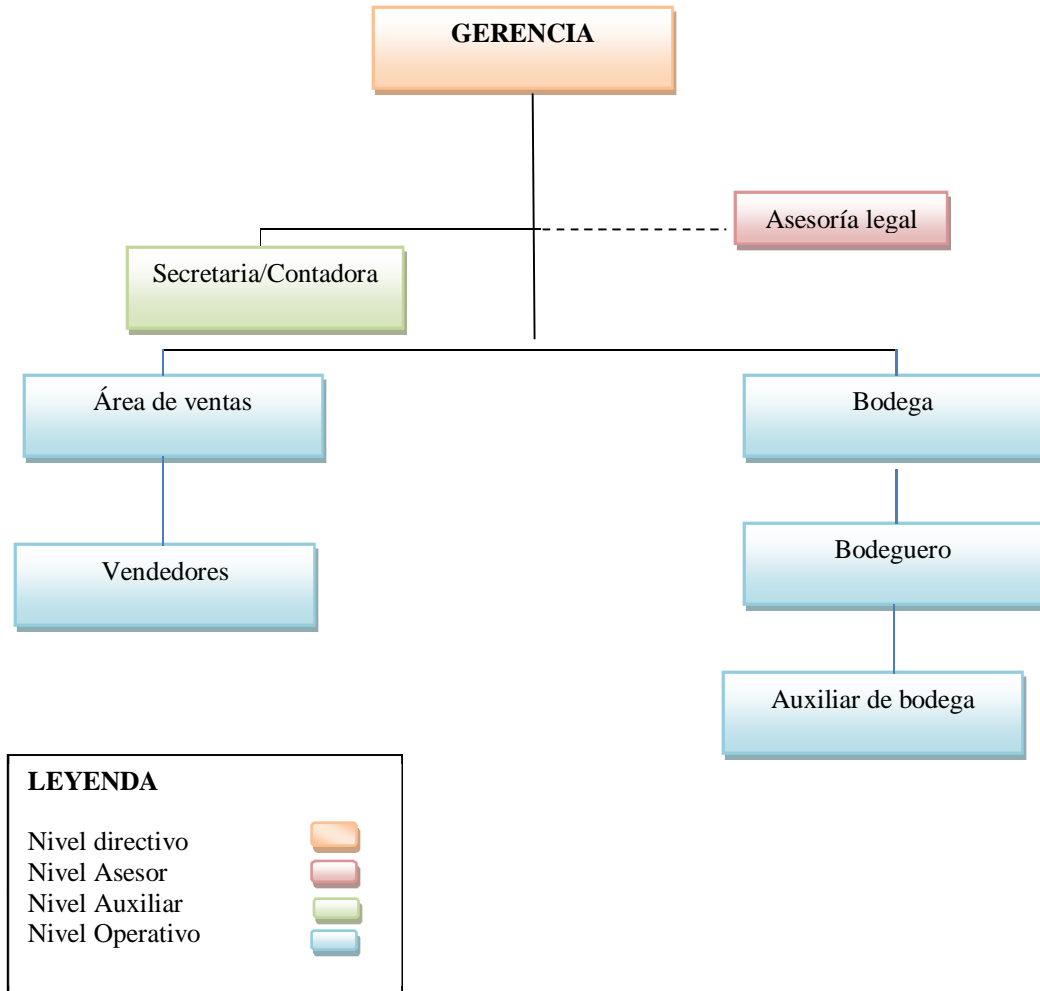 GERENCIA
Asesoría legal
Secretaria/Contadora
Área de ventas
Bodega
Vendedores
Bodeguero
Auxiliar de bodega
LEYENDA
Nivel directivo
Nivel Asesor
Nivel Auxiliar
Nivel Operativo